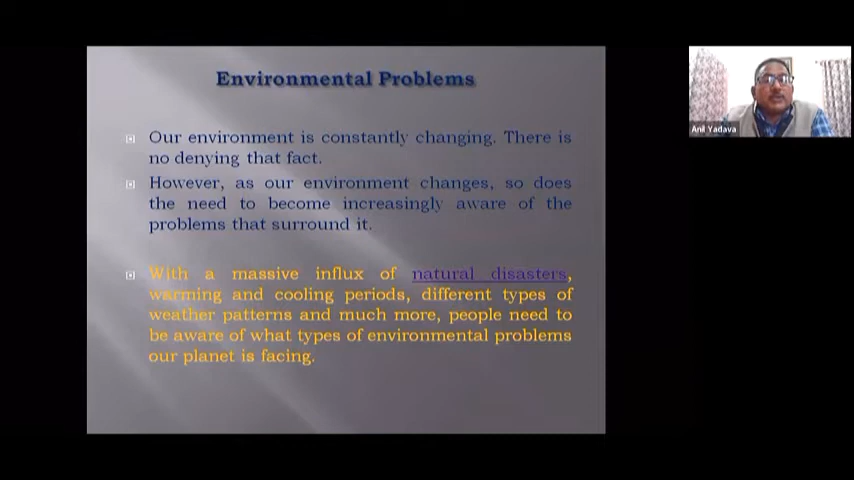 Environmental Problems
Our environment is constantly changing. There is
no denying that fact.
However, as our environment changes, so does
the need to become increasingly aware of the
problems that surround it.
With a massive influx of natural disasters,
warming and cooling periods, different types of
weather patterns and much more, people need to
be aware of what types of environmental problems
our planet is facing.
Anil Yadava